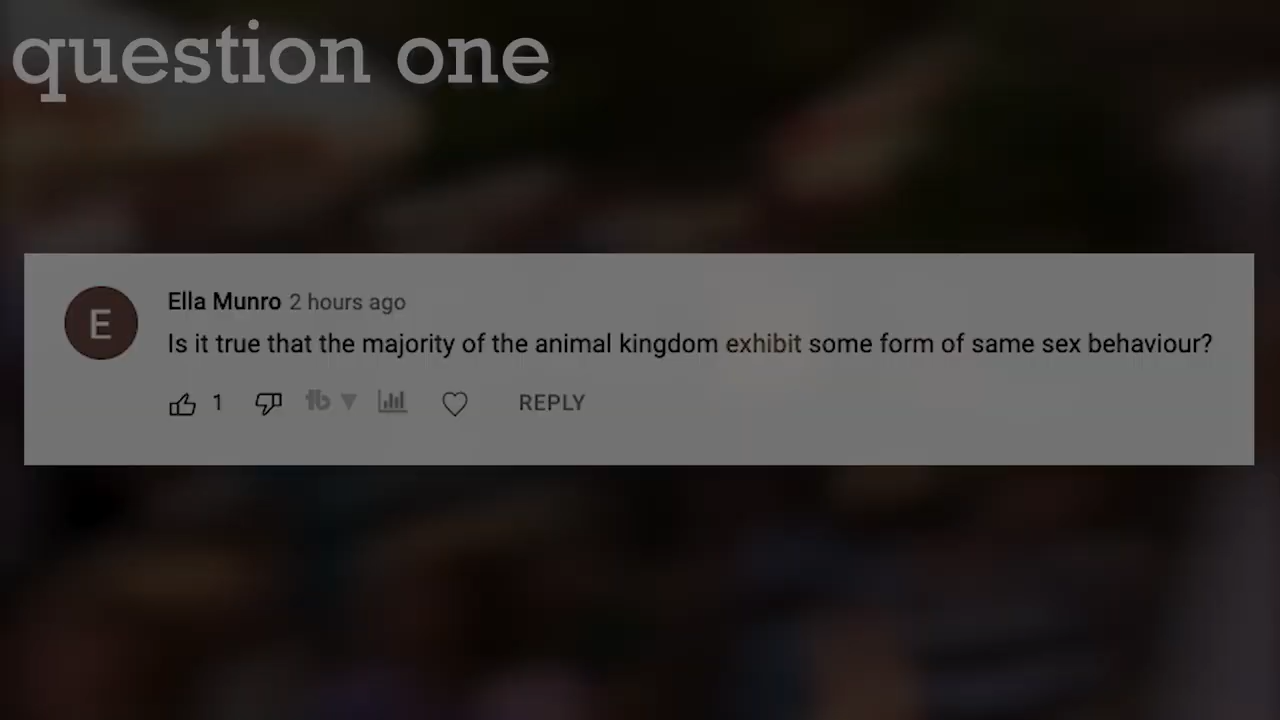 question one
E
Ella Munro 2 hours ago
Is it true that the majority of the animal kingdom exhibit some form of same sex behaviour?
1 tb REPLY